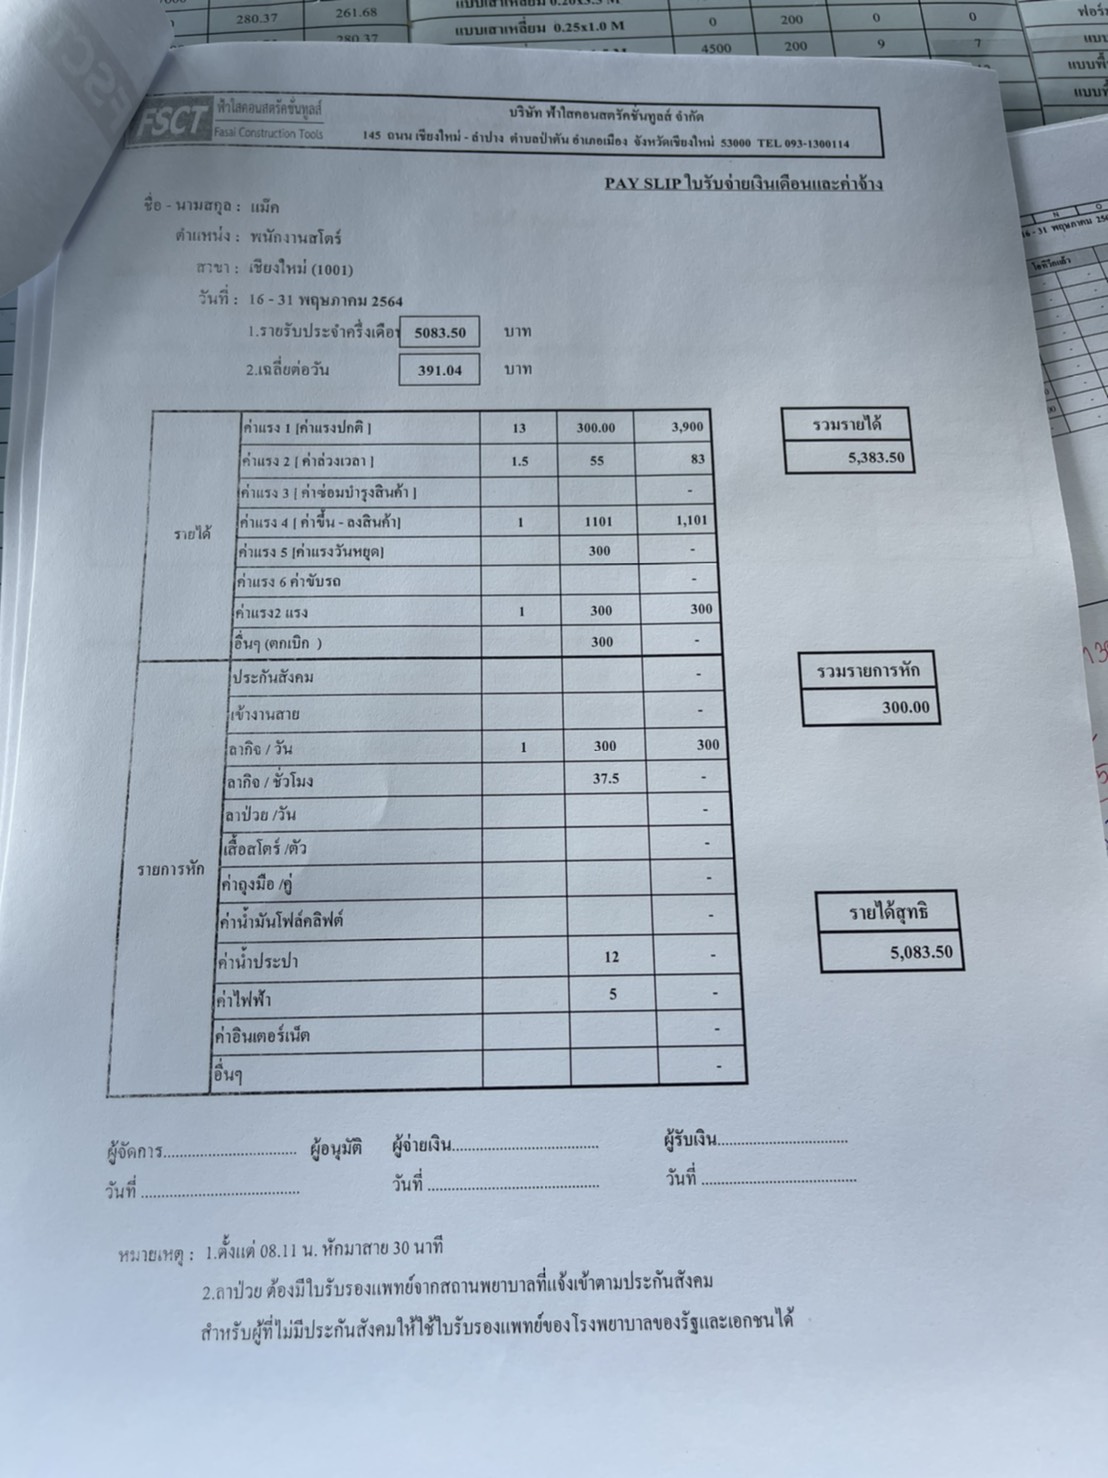 280.37 261.68
280.37
แบบเสาเหลี่ยม 0.25x1.0 M 0 200 0 0
4500 200 9 7
FSCT ฟ้าใสคอนสตรัคชั่นทูลส์
Fasai Construction Tools
บริษัท ฟ้าใสคอนสตรัคชั่นทูลส์ จำกัด
145 ถนน เชียงใหม่ - ลำปาง ตำบลป่าตัน อำเภอเมือง จังหวัดเชียงใหม่ 53000 TEL 093-1300114
PAY SLIP ใบรับจ่ายเงินเดือนและค่าจ้าง
ชื่อ - นามสกุล : แม๊ค
ตำแหน่ง : พนักงานสโตร์
สาขา : เชียงใหม่ (1001)
วันที่ : 16 - 31 พฤษภาคม 2564
1.รายรับประจำครึ่งเดือน 5083.50 บาท
2.เฉลี่ยต่อวัน 391.04 บาท
รายได้
ค่าแรง 1 [ค่าแรงปกติ ] 13 300.00 3,900
ค่าแรง 2 [ ค่าล่วงเวลา ] 1.5 55 83
ค่าแรง 3 [ ค่าซ่อมบำรุงสินค้า ] -
ค่าแรง 4 [ ค่าขึ้น - ลงสินค้า] 1 1101 1,101
ค่าแรง 5 [ค่าแรงวันหยุด] 300 -
ค่าแรง 6 ค่าขับรถ -
ค่าแรง2 แรง 1 300 300
อื่นๆ (ตกเบิก ) 300 -
รวมรายได้
5,383.50
รายการหัก
ประกันสังคม -
เข้างานสาย -
ลากิจ / วัน 1 300 300
ลากิจ / ชั่วโมง 37.5 -
ลาป่วย /วัน -
เสื้อสโตร์ /ตัว -
ค่าถุงมือ /คู่ -
ค่าน้ำมันโฟล์คลิฟต์ -
ค่าน้ำประปา 12 -
ค่าไฟฟ้า 5 -
ค่าอินเตอร์เน็ต -
อื่นๆ -
รวมรายการหัก
300.00
รายได้สุทธิ
5,083.50
ผู้จัดการ............................... ผู้อนุมัติ ผู้จ่ายเงิน.................................. ผู้รับเงิน..............................
วันที่ ..................................... วันที่ ........................................ วันที่ ....................................
หมายเหตุ : 1.ตั้งแต่ 08.11 น. หักมาสาย 30 นาที
2.ลาป่วย ต้องมีใบรับรองแพทย์จากสถานพยาบาลที่แจ้งเข้าตามประกันสังคม
สำหรับผู้ที่ไม่มีประกันสังคมให้ใช้ใบรับรองแพทย์ของโรงพยาบาลของรัฐและเอกชนได้